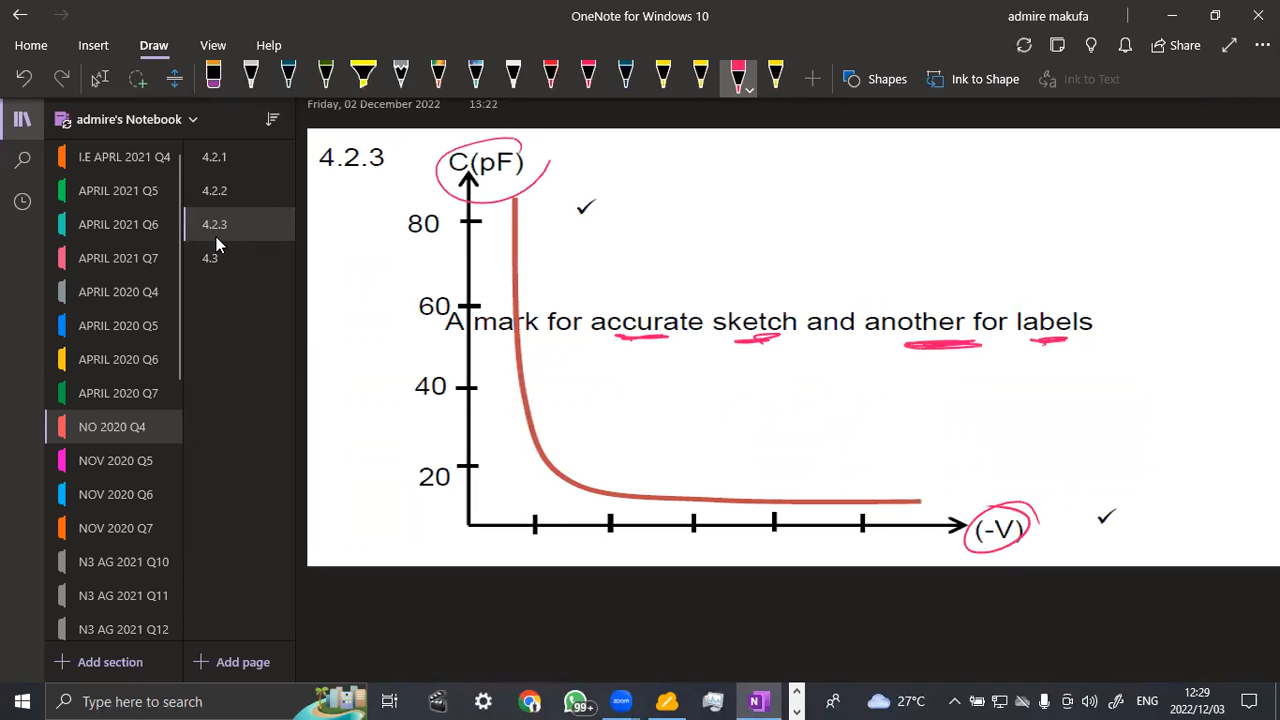 OneNote for Windows 10
admire makufa
Home
Insert
Draw
View
Help
Share
Shapes
Ink to Shape
Ink to Text
admire's Notebook
I.E APRL 2021 Q4
APRIL 2021 Q5
APRIL 2021 Q6
APRIL 2021 Q7
APRIL 2020 Q4
APRIL 2020 Q5
APRIL 2020 Q6
APRIL 2020 Q7
NO 2020 Q4
NOV 2020 Q5
NOV 2020 Q6
NOV 2020 Q7
N3 AG 2021 Q10
N3 AG 2021 Q11
N3 AG 2021 Q12
Add section
4.2.1
4.2.2
4.2.3
4.3
Add page
Friday, 02 December 2022 13:22
4.2.3
C(pF)
80
60
A mark for accurate sketch and another for labels
40
20
(-V)
Type here to search
99+
27°C
ENG
12:29
2022/12/03